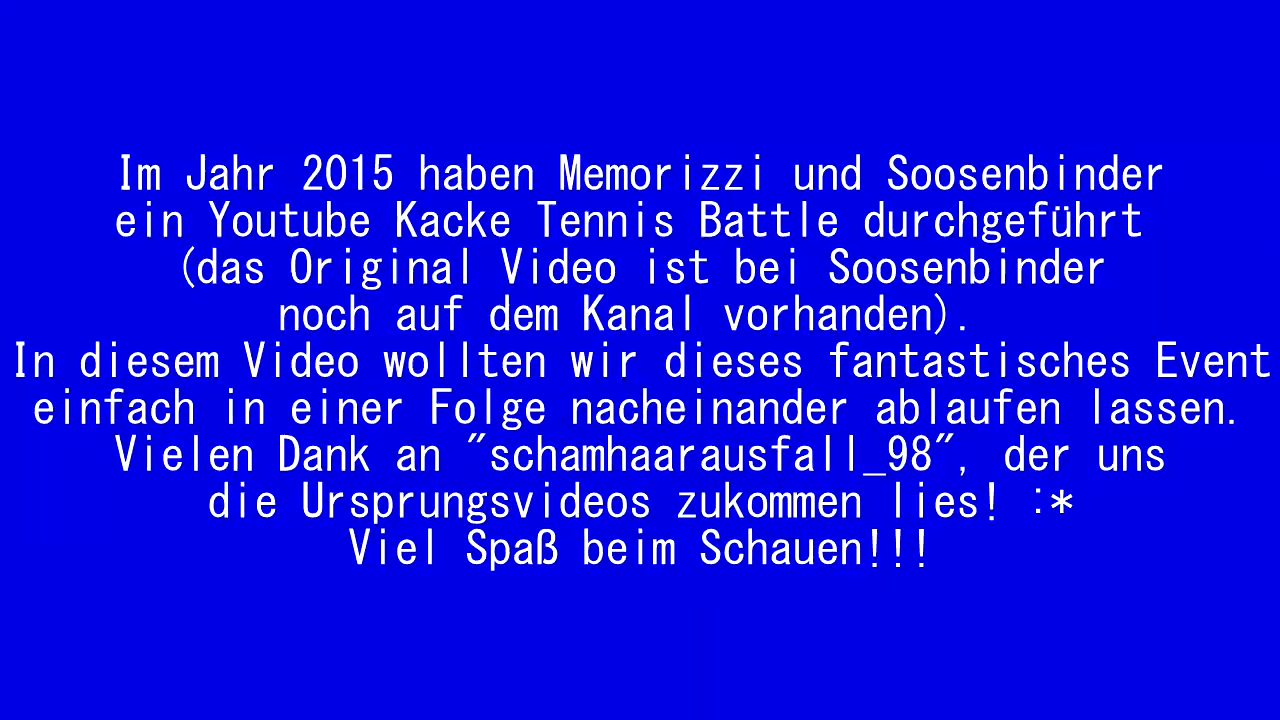 Im Jahr 2015 haben Memorizzi und Soosenbinder
ein Youtube Kacke Tennis Battle durchgeführt
(das Original Video ist bei Soosenbinder
noch auf dem Kanal vorhanden).
In diesem Video wollten wir dieses fantastisches Event
einfach in einer Folge nacheinander ablaufen lassen.
Vielen Dank an "schamhaarausfall_98", der uns
die Ursprungsvideos zukommen lies! :*
Viel Spaß beim Schauen!!!